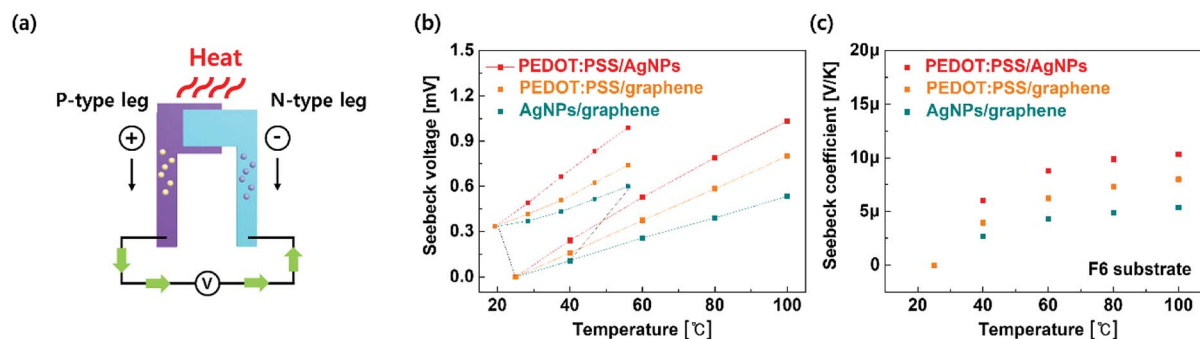 (a)
Heat
P-type leg
N-type leg
+
-
V
(b)
1.5
1.2
0.9
0.6
0.3
0.0
Seebeck voltage [mV]
PEDOT:PSS/AgNPs
PEDOT:PSS/graphene
AgNPs/graphene
20
40
60
80
100
Temperature [℃]
(c)
20µ
15µ
10µ
5µ
0
Seebeck coefficient [V/K]
PEDOT:PSS/AgNPs
PEDOT:PSS/graphene
AgNPs/graphene
F6 substrate
20
40
60
80
100
Temperature [℃]